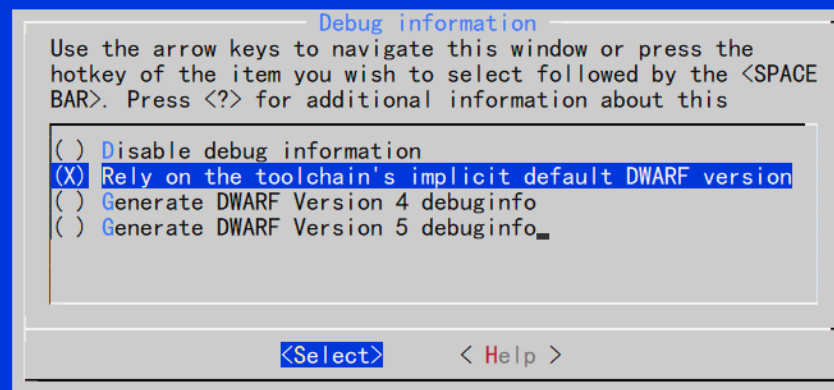 Debug information
Use the arrow keys to navigate this window or press the
hotkey of the item you wish to select followed by the <SPACE
BAR>. Press <?> for additional information about this
( ) Disable debug information
(X) Rely on the toolchain's implicit default DWARF version
( ) Generate DWARF Version 4 debuginfo
( ) Generate DWARF Version 5 debuginfo
<Select> < Help >